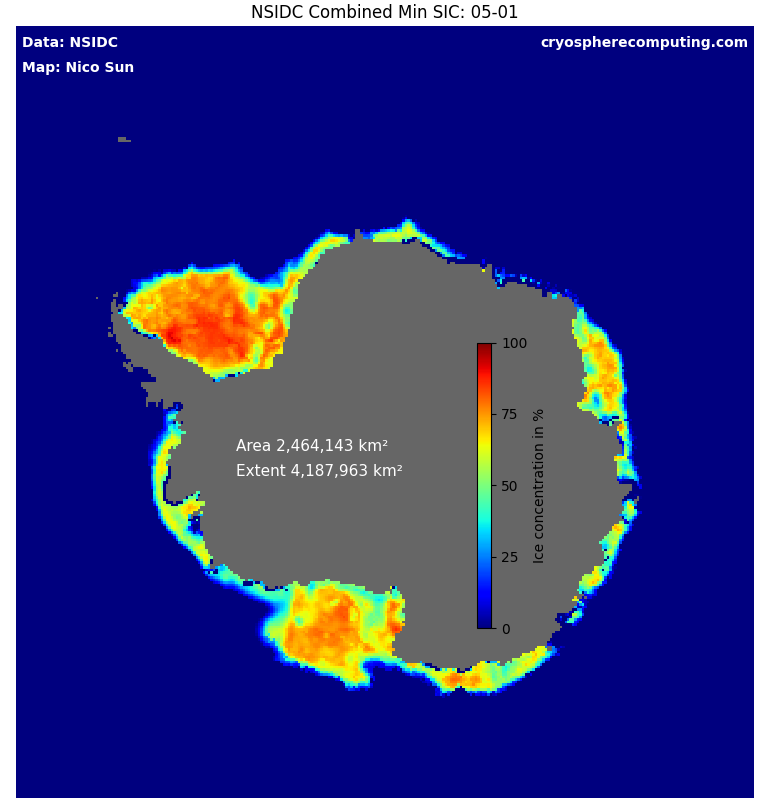 NSIDC Combined Min SIC: 05-01
Data: NSIDC
cryospherecomputing.com
Map: Nico Sun
100
75
50
25
0
Ice concentration in %
Area 2,464,143 km²
Extent 4,187,963 km²